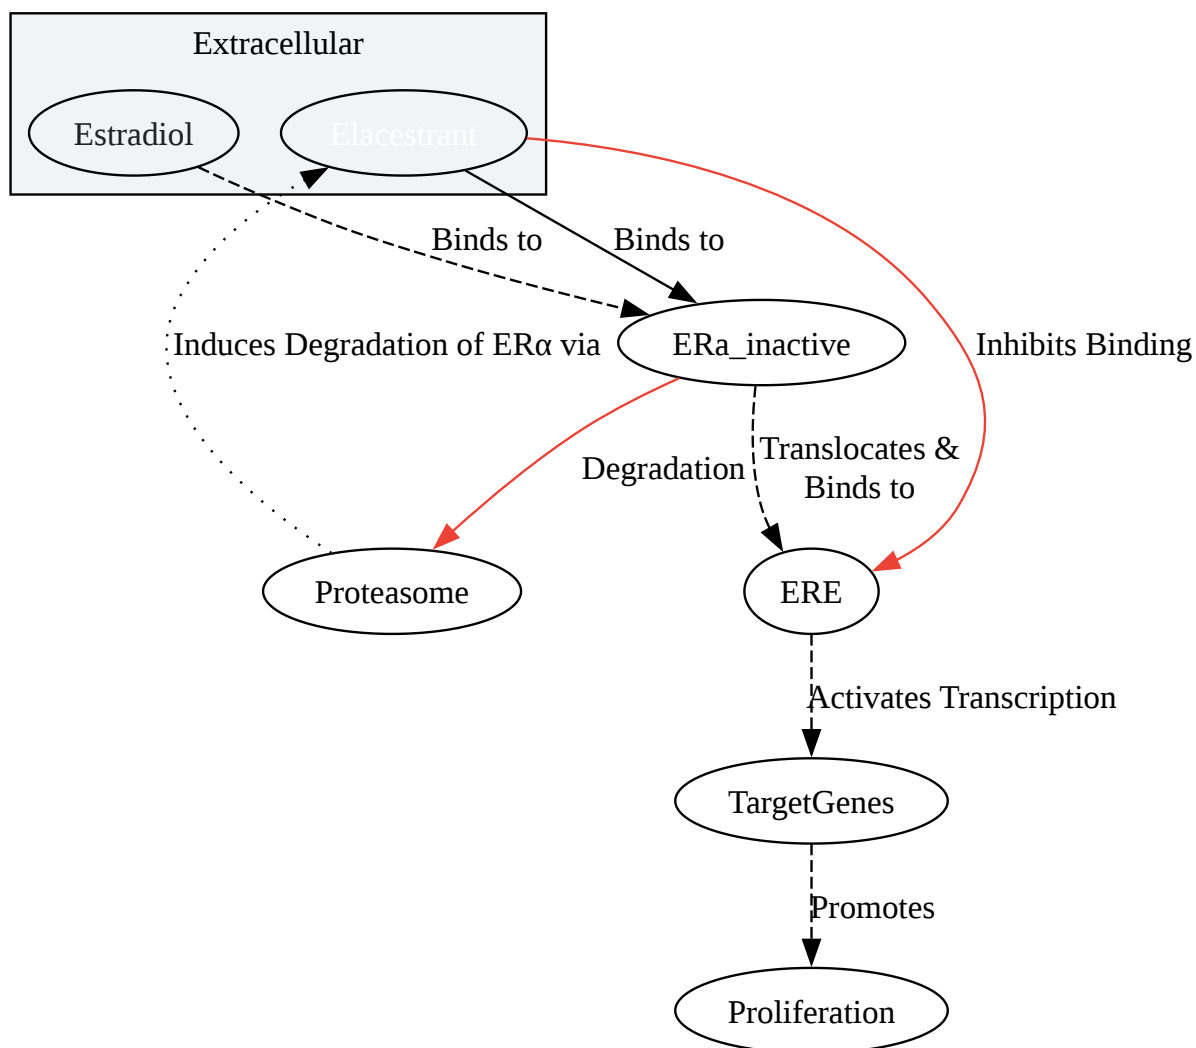 Extracellular
Estradiol
Elacestrant
Binds to
Binds to
Induces Degradation of ERα via
ERa_inactive
Inhibits Binding
Degradation
Translocates &
Binds to
Proteasome
ERE
Activates Transcription
TargetGenes
Promotes
Proliferation